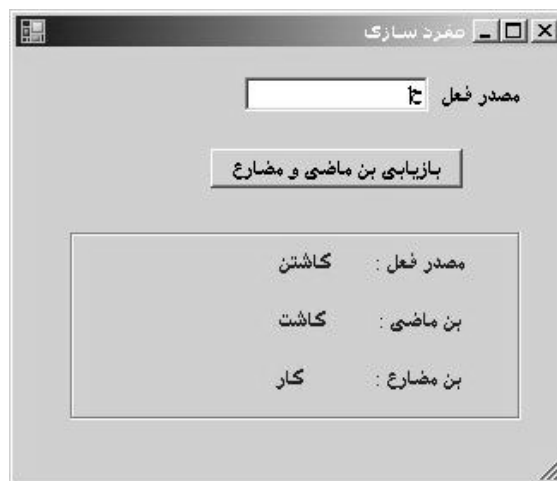 مفرد سازی
مصدر فعل
بازیابی بن ماضی و مضارع
مصدر فعل : کاشتن
بن ماضی : کاشت
بن مضارع : کار